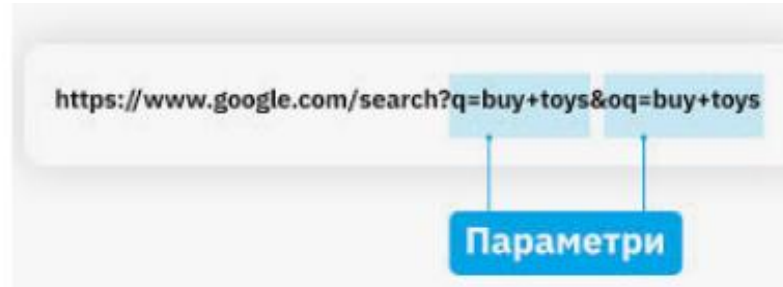 https://www.google.com/search?q=buy+toys&oq=buy+toys
Параметри